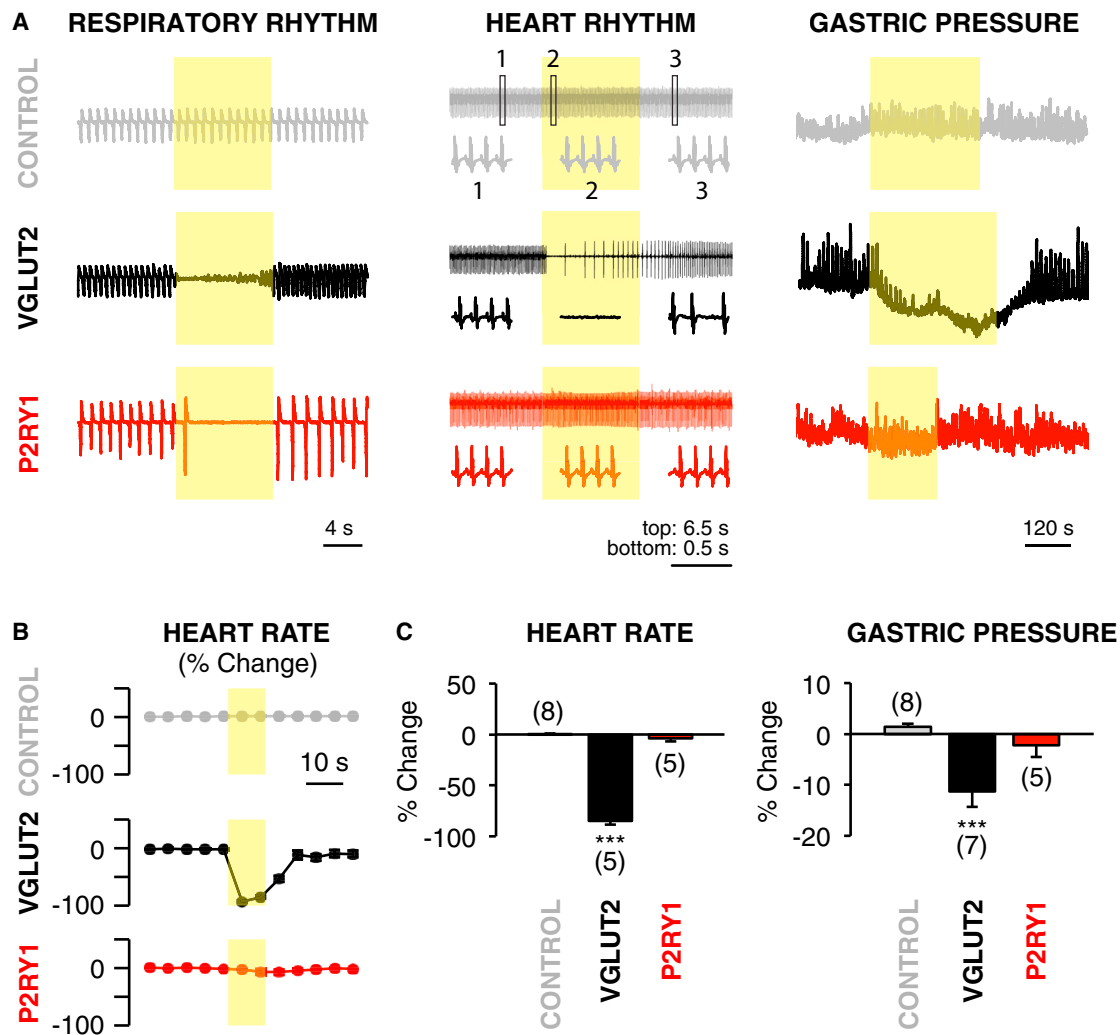 A
RESPIRATORY RHYTHM
HEART RHYTHM
GASTRIC PRESSURE
CONTROL
1 2 3
1 2 3
VGLUT2
P2RY1
4 s
top: 6.5 s
bottom: 0.5 s
120 s
B
HEART RATE
(% Change)
CONTROL
0
-100
10 s
VGLUT2
0
-100
P2RY1
0
-100
C
HEART RATE
% Change
50
0
-50
-100
(8)
***
(5)
(5)
CONTROL
VGLUT2
P2RY1
GASTRIC PRESSURE
% Change
10
0
-10
-20
(8)
***
(7)
(5)
CONTROL
VGLUT2
P2RY1